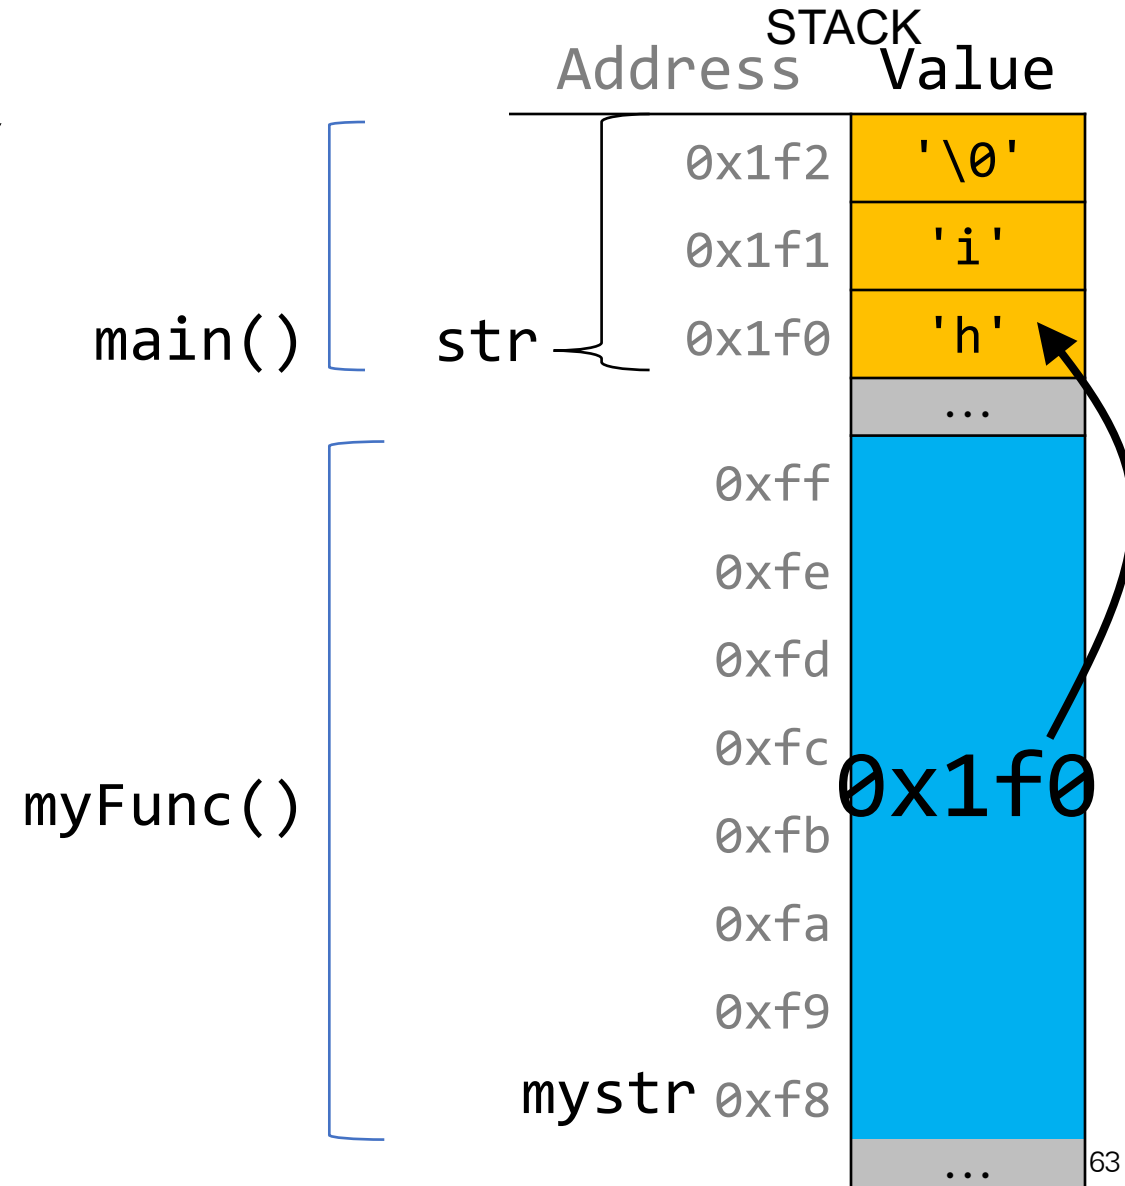 STACK
Address Value
0x1f2 '\0'
0x1f1 'i'
main() str 0x1f0 'h'
...
0xff
0xfe
0xfd
0xfc
0x1f0
myFunc()
0xfb
0xfa
0xf9
mystr 0xf8
...
63